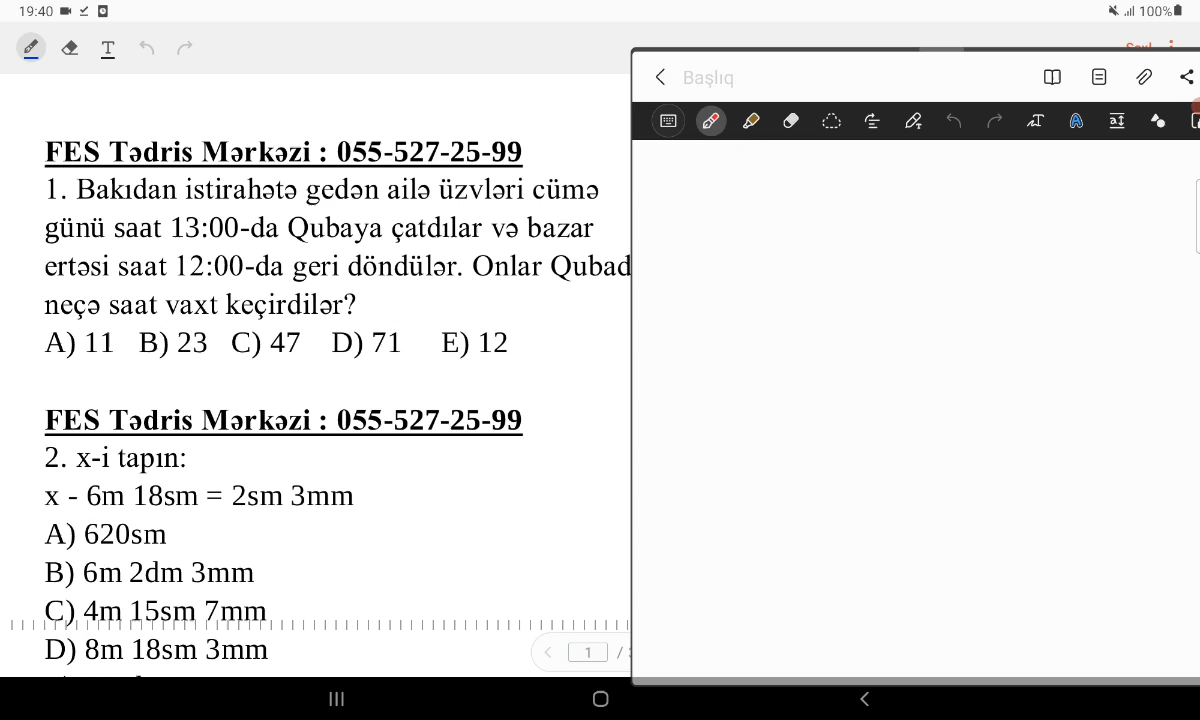 19:40
100%
Başlıq
FES Tədris Mərkəzi : 055-527-25-99
1. Bakıdan istirahətə gedən ailə üzvləri cümə
günü saat 13:00-da Qubaya çatdılar və bazar
ertəsi saat 12:00-da geri döndülər. Onlar Qubad
neçə saat vaxt keçirdilər?
A) 11 B) 23 C) 47 D) 71 E) 12
FES Tədris Mərkəzi : 055-527-25-99
2. x-i tapın:
x - 6m 18sm = 2sm 3mm
A) 620sm
B) 6m 2dm 3mm
C) 4m 15sm 7mm
D) 8m 18sm 3mm
1 /